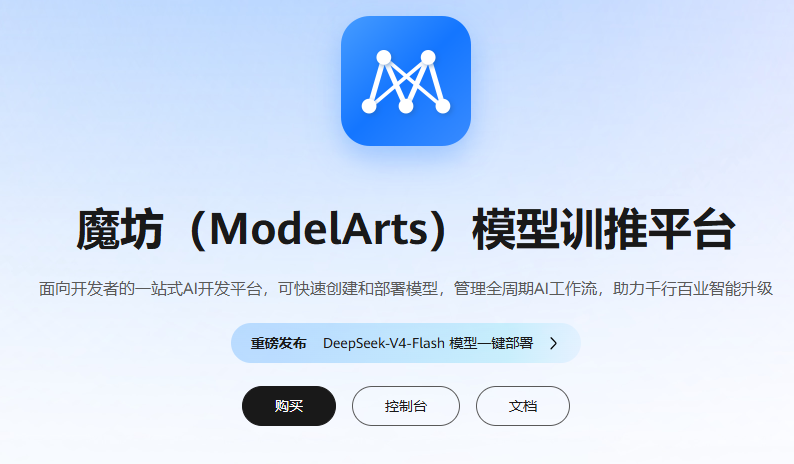 魔坊（ModelArts）模型训推平台
面向开发者的一站式AI开发平台，可快速创建和部署模型，管理全周期AI工作流，助力千行百业智能升级
重磅发布 DeepSeek-V4-Flash 模型一键部署
购买 控制台 文档